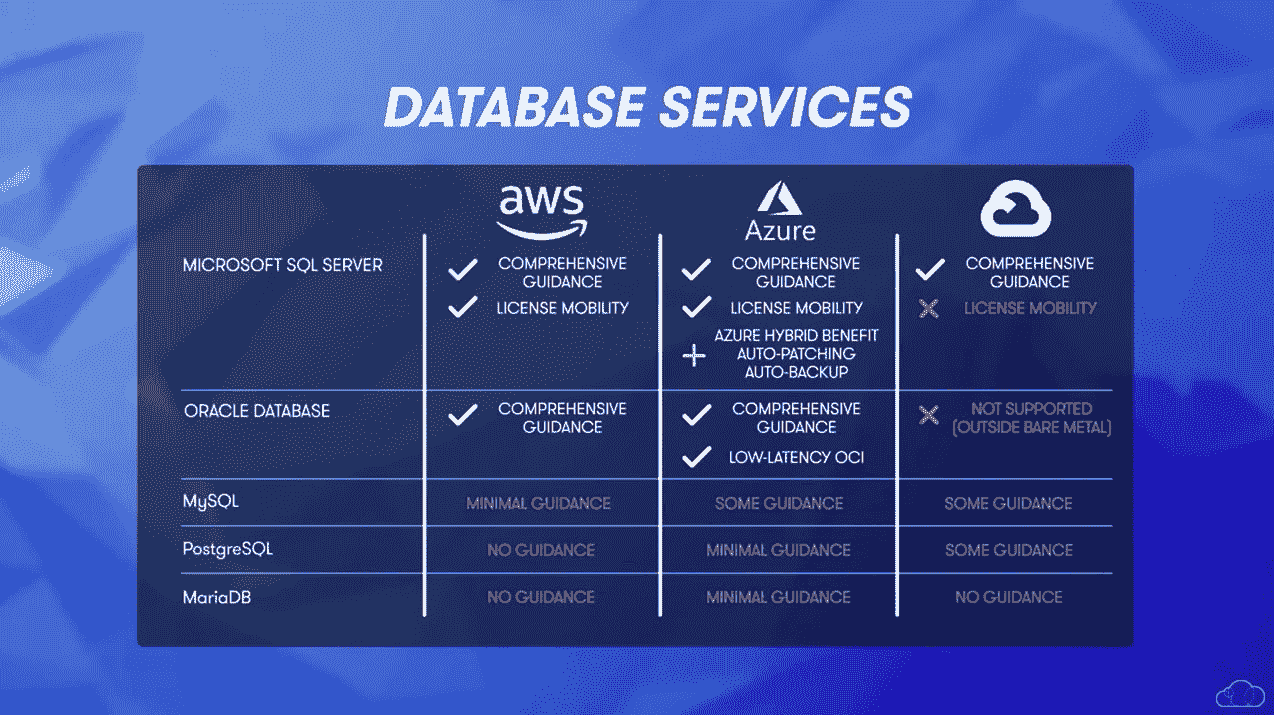 DATABASE SERVICES
aws
Azure
MICROSOFT SQL SERVER
COMPREHENSIVE
GUIDANCE
LICENSE MOBILITY
COMPREHENSIVE
GUIDANCE
LICENSE MOBILITY
AZURE HYBRID BENEFIT
AUTO-PATCHING
AUTO-BACKUP
COMPREHENSIVE
GUIDANCE
LICENSE MOBILITY
ORACLE DATABASE
COMPREHENSIVE
GUIDANCE
COMPREHENSIVE
GUIDANCE
LOW-LATENCY OCI
NOT SUPPORTED
(OUTSIDE BARE METAL)
MySQL
MINIMAL GUIDANCE
SOME GUIDANCE
SOME GUIDANCE
PostgreSQL
NO GUIDANCE
MINIMAL GUIDANCE
SOME GUIDANCE
MariaDB
NO GUIDANCE
MINIMAL GUIDANCE
NO GUIDANCE